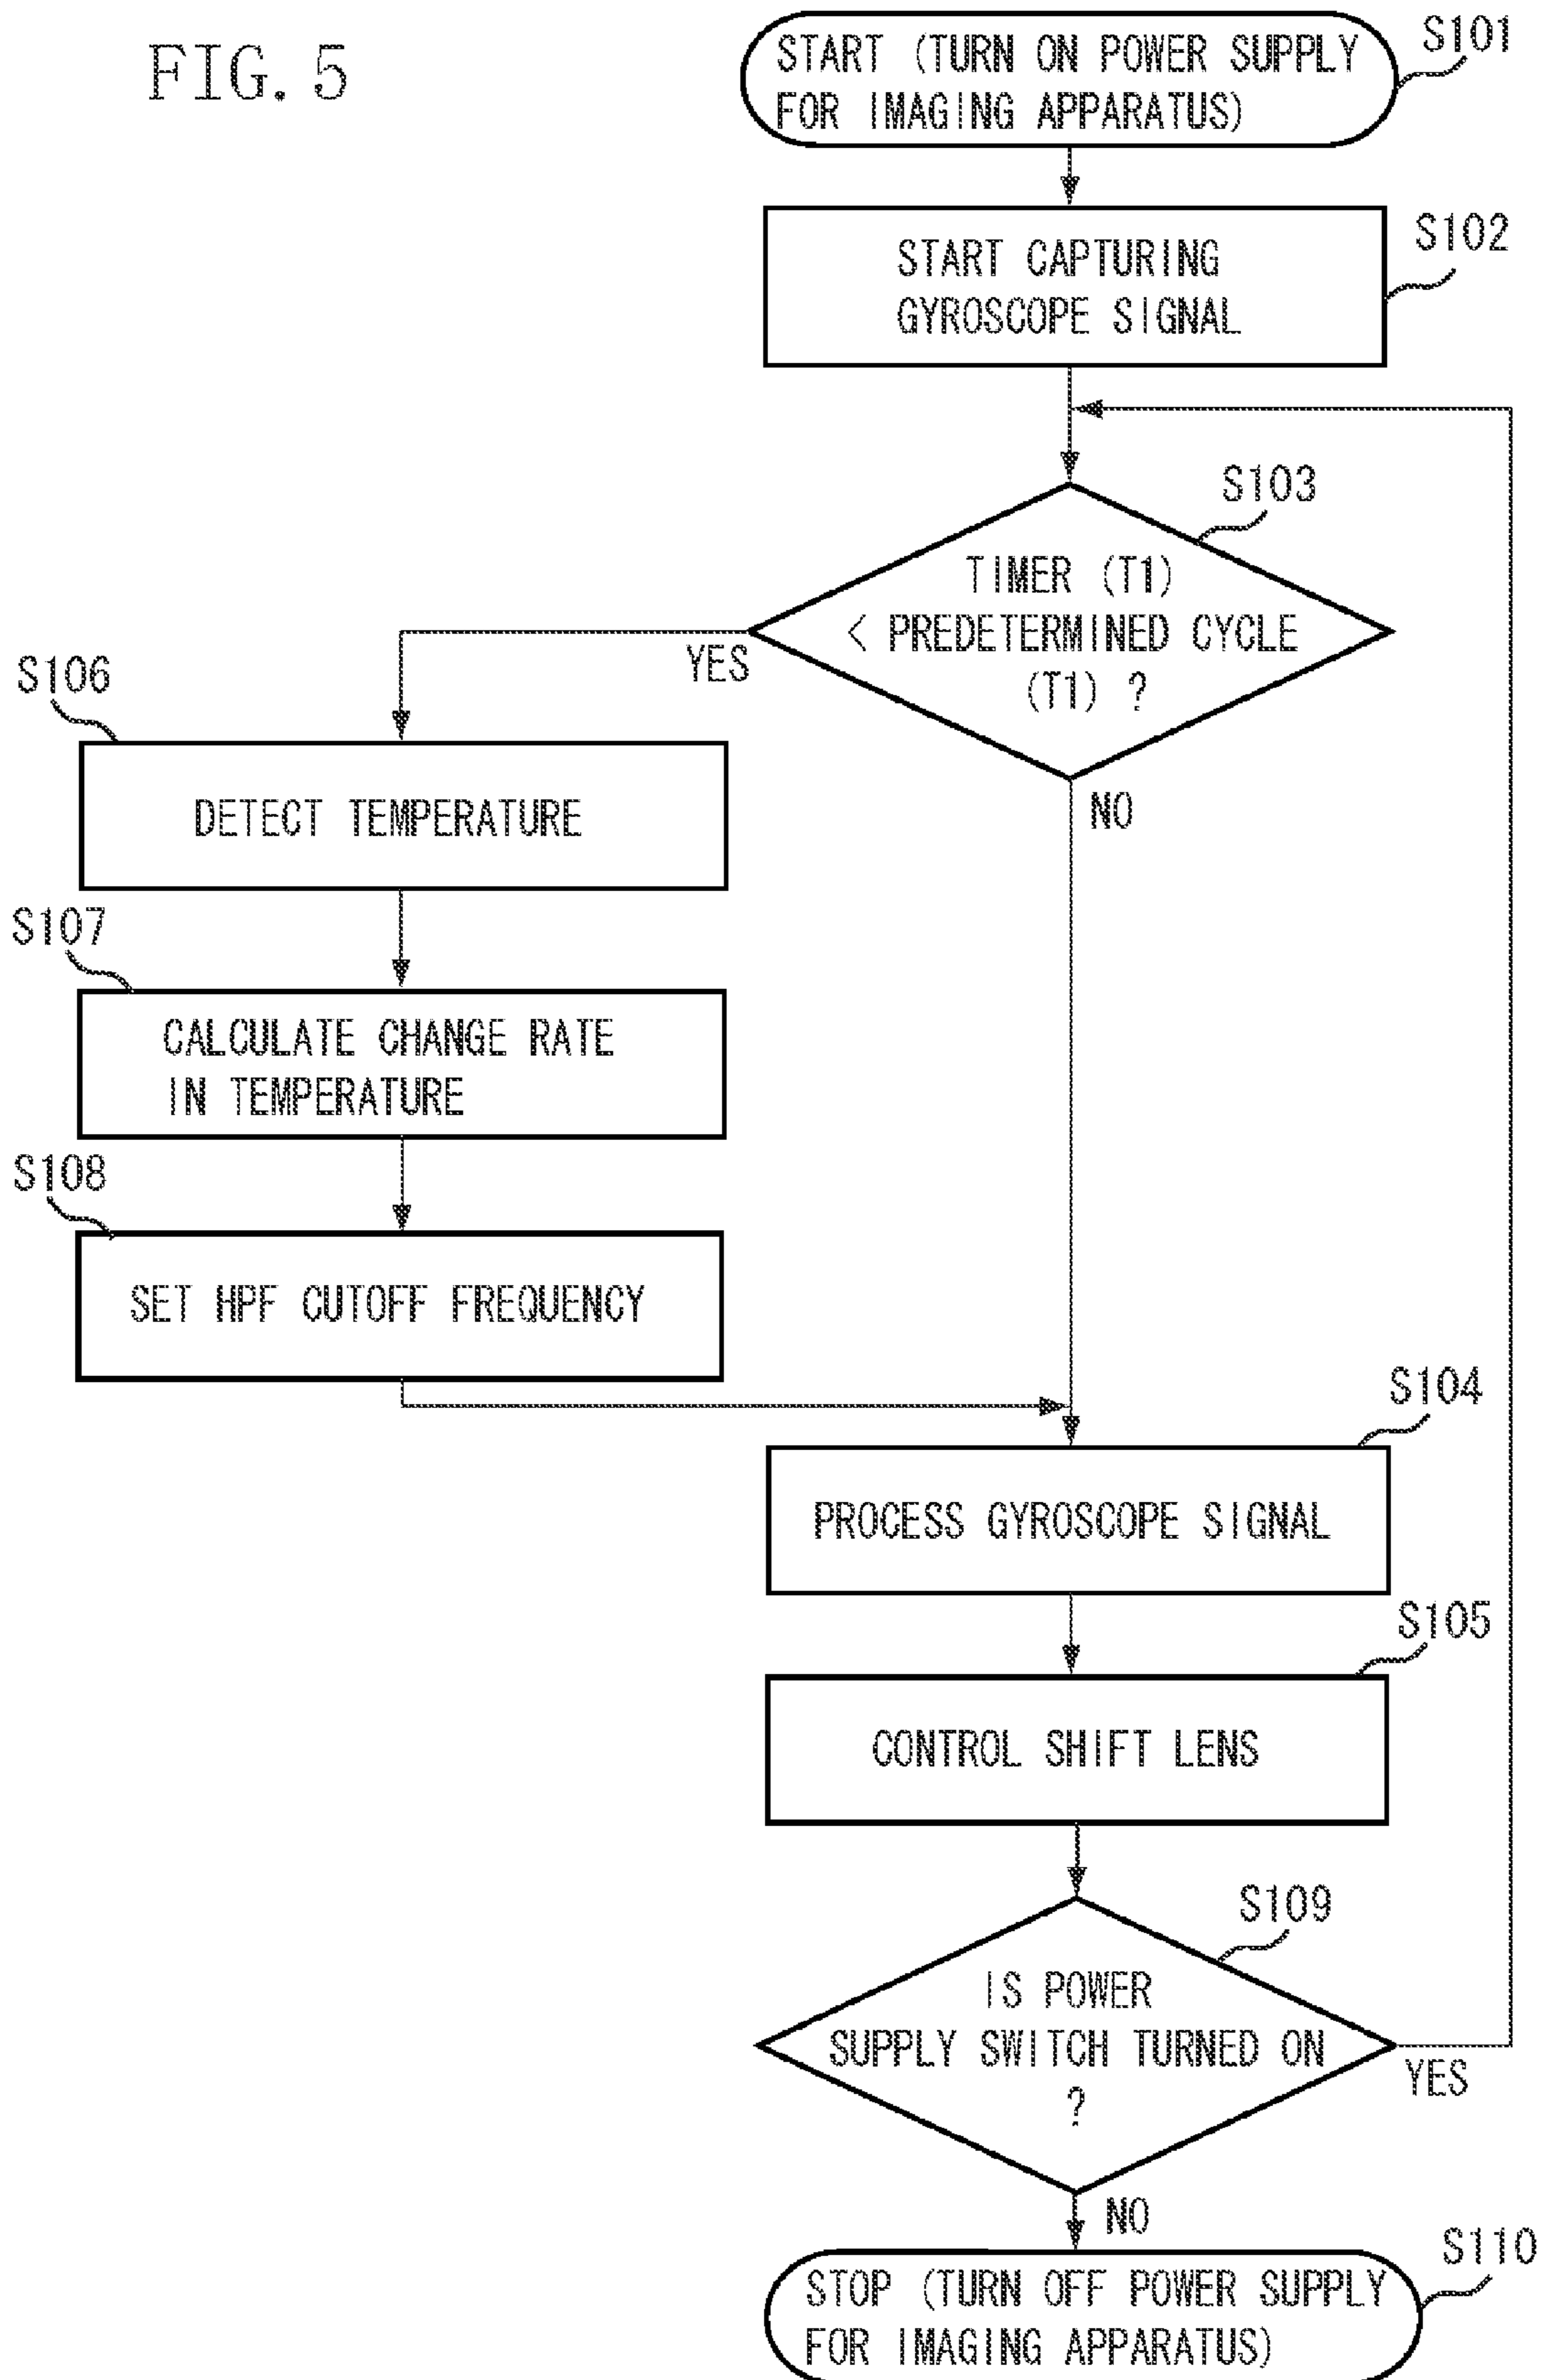 FIG. 5
START (TURN ON POWER SUPPLY
FOR IMAGING APPARATUS)
S101
START CAPTURING
GYROSCOPE SIGNAL
S102
S103
TIMER (T1)
< PREDETERMINED CYCLE
(T1) ?
YES
NO
S106
DETECT TEMPERATURE
S107
CALCULATE CHANGE RATE
IN TEMPERATURE
S108
SET HPF CUTOFF FREQUENCY
S104
PROCESS GYROSCOPE SIGNAL
S105
CONTROL SHIFT LENS
S109
IS POWER
SUPPLY SWITCH TURNED ON
?
YES
NO
S110
STOP (TURN OFF POWER SUPPLY
FOR IMAGING APPARATUS)